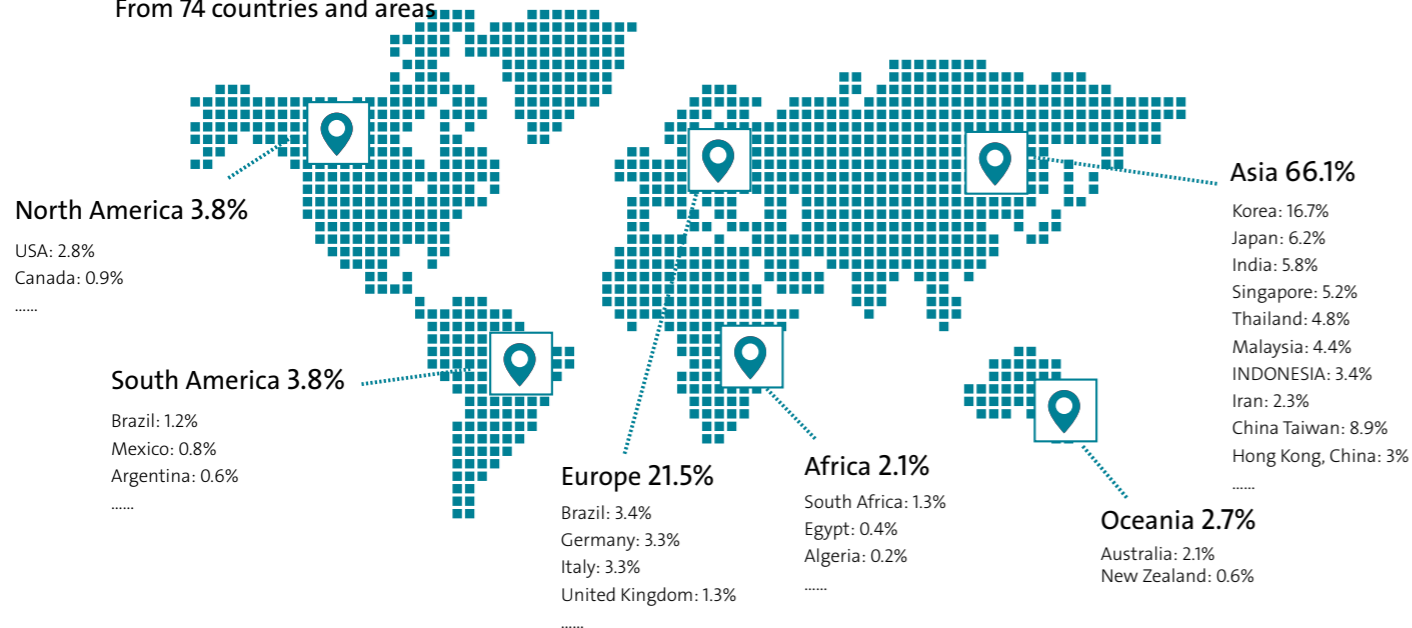 From 74 countries and areas
North America 3.8%
USA: 2.8%
Canada: 0.9%
......
South America 3.8%
Brazil: 1.2%
Mexico: 0.8%
Argentina: 0.6%
......
Europe 21.5%
Brazil: 3.4%
Germany: 3.3%
Italy: 3.3%
United Kingdom: 1.3%
......
Africa 2.1%
South Africa: 1.3%
Egypt: 0.4%
Algeria: 0.2%
......
Asia 66.1%
Korea: 16.7%
Japan: 6.2%
India: 5.8%
Singapore: 5.2%
Thailand: 4.8%
Malaysia: 4.4%
INDONESIA: 3.4%
Iran: 2.3%
China Taiwan: 8.9%
Hong Kong, China: 3%
......
Oceania 2.7%
Australia: 2.1%
New Zealand: 0.6%